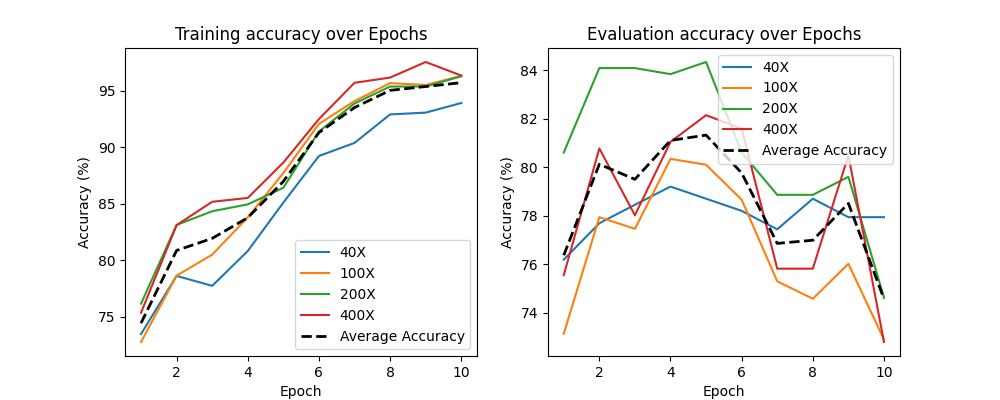 Training accuracy over Epochs
Accuracy (%)
95
90
85
80
75
40X
100X
200X
400X
Average Accuracy
2
4
6
8
10
Epoch
Evaluation accuracy over Epochs
Accuracy (%)
84
82
80
78
76
74
40X
100X
200X
400X
Average Accuracy
2
4
6
8
10
Epoch